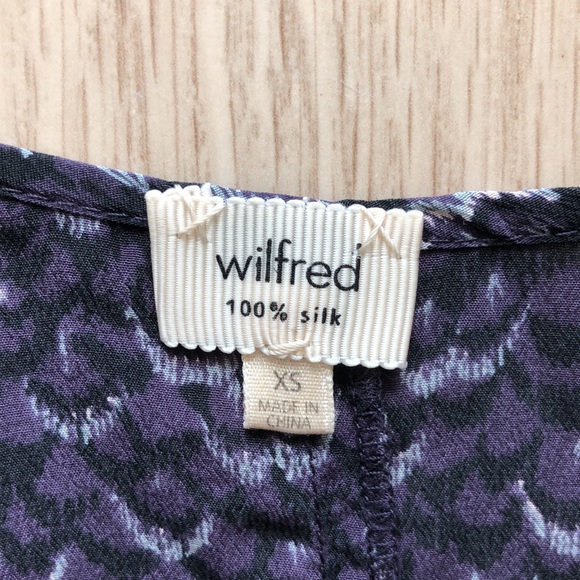 wilfred
100% silk
XS
MADE IN
CHINA